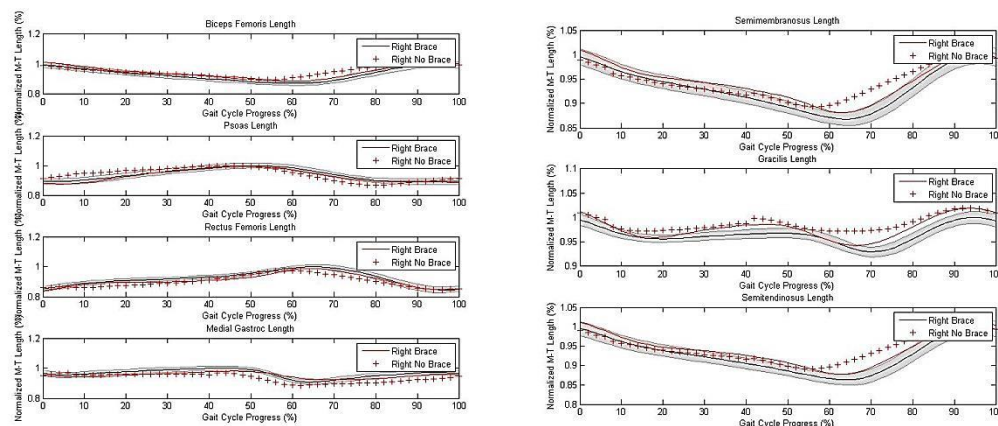 Biceps Femoris Length
Normalized M-T Length (%)
1.2
1
0.8
Right Brace
Right No Brace
0 10 20 30 40 50 60 70 80 90 100
Gait Cycle Progress (%)
Psoas Length
Normalized M-T Length (%)
1.2
1
0.8
Right Brace
Right No Brace
0 10 20 30 40 50 60 70 80 90 100
Gait Cycle Progress (%)
Rectus Femoris Length
Normalized M-T Length (%)
1.2
1
0.8
Right Brace
Right No Brace
0 10 20 30 40 50 60 70 80 90 100
Gait Cycle Progress (%)
Medial Gastroc Length
Normalized M-T Length (%)
1.2
1
0.8
Right Brace
Right No Brace
0 10 20 30 40 50 60 70 80 90 100
Gait Cycle Progress (%)
Semimembranosus Length
Normalized M-T Length (%)
1.05
1
0.95
0.9
0.85
Right Brace
Right No Brace
0 10 20 30 40 50 60 70 80 90 100
Gait Cycle Progress (%)
Gracilis Length
Normalized M-T Length (%)
1.1
1.05
1
0.95
0.9
Right Brace
Right No Brace
0 10 20 30 40 50 60 70 80 90 100
Gait Cycle Progress (%)
Semitendinosus Length
Normalized M-T Length (%)
1.05
1
0.95
0.9
0.85
0.8
Right Brace
Right No Brace
0 10 20 30 40 50 60 70 80 90 100
Gait Cycle Progress (%)